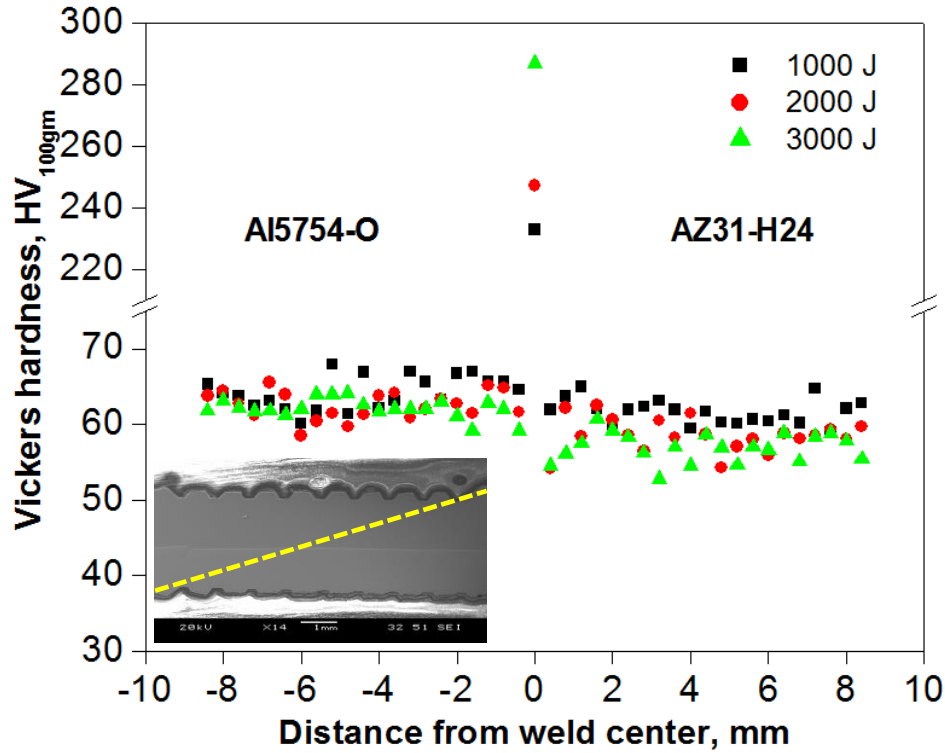 300
280
260
240
220
70
60
50
40
30
Vickers hardness, HV100gm
1000 J
2000 J
3000 J
Al5754-O
AZ31-H24
20kV X14 1mm 32 51 SEI
-10 -8 -6 -4 -2 0 2 4 6 8 10
Distance from weld center, mm